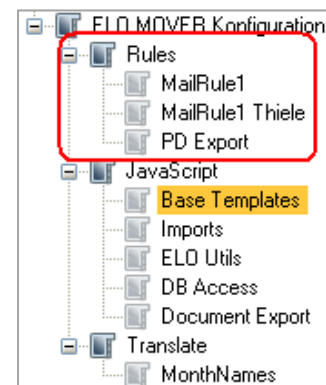 ELO MOVER Konfiguration
Rules
MailRule1
MailRule1 Thiele
PD Export
JavaScript
Base Templates
Imports
ELO Utils
DB Access
Document Export
Translate
MonthNames